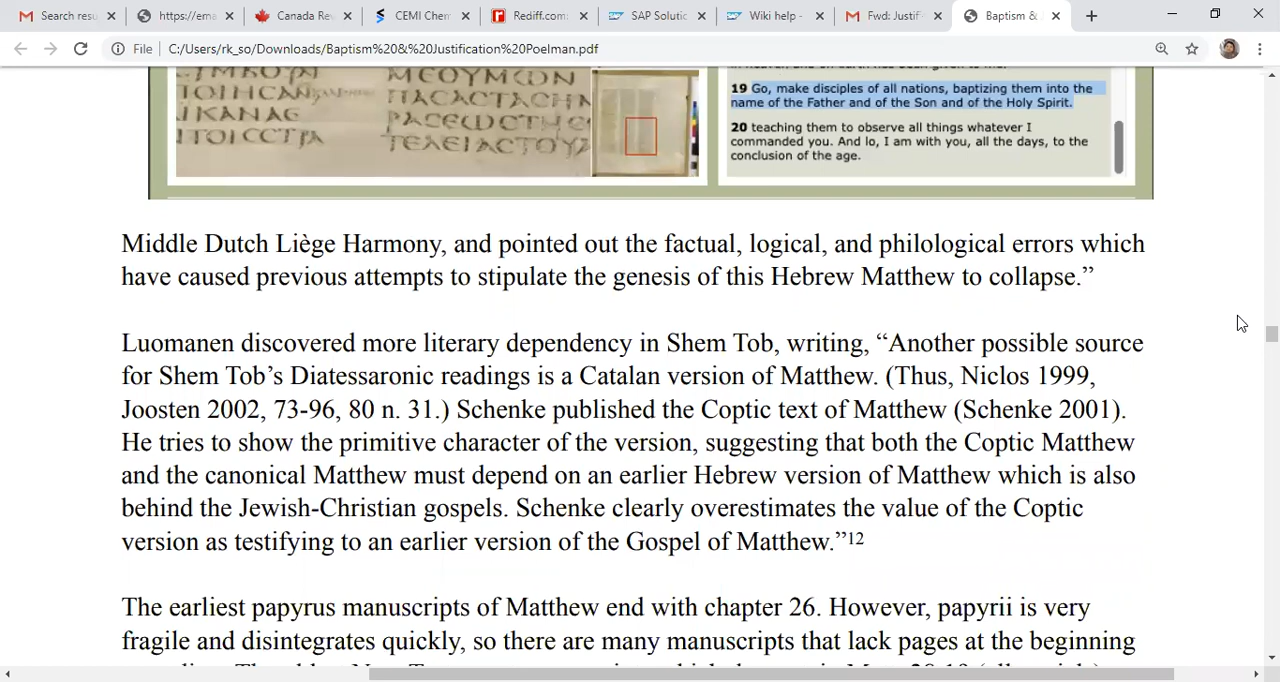 Search resu
https://ema
Canada Re
CEMI Chem
Rediff.com:
SAP Solutic
Wiki help -
Fwd: Justif
Baptism &
File
C:/Users/rk_so/Downloads/Baptism%20&%20Justification%20Poelman.pdf
ΜΕΟΥΜⲰΝ
ΙΚΑΝΑΕ
19 Go, make disciples of all nations, baptizing them into the
name of the Father and of the Son and of the Holy Spirit.
20 teaching them to observe all things whatever I
commanded you. And lo, I am with you, all the days, to the
conclusion of the age.
Middle Dutch Liège Harmony, and pointed out the factual, logical, and philological errors which
have caused previous attempts to stipulate the genesis of this Hebrew Matthew to collapse.”
Luomanen discovered more literary dependency in Shem Tob, writing, “Another possible source
for Shem Tob’s Diatessaronic readings is a Catalan version of Matthew. (Thus, Niclos 1999,
Joosten 2002, 73-96, 80 n. 31.) Schenke published the Coptic text of Matthew (Schenke 2001).
He tries to show the primitive character of the version, suggesting that both the Coptic Matthew
and the canonical Matthew must depend on an earlier Hebrew version of Matthew which is also
behind the Jewish-Christian gospels. Schenke clearly overestimates the value of the Coptic
version as testifying to an earlier version of the Gospel of Matthew.”12
The earliest papyrus manuscripts of Matthew end with chapter 26. However, papyrii is very
fragile and disintegrates quickly, so there are many manuscripts that lack pages at the beginning